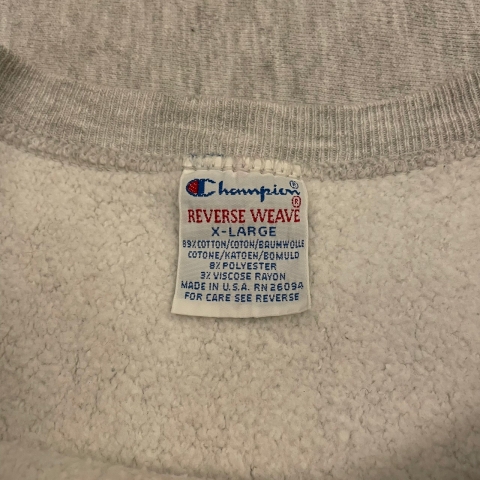 Champion®
REVERSE WEAVE®
X-LARGE
89% COTTON/COTON/BAUMWOLLE
COTONE/KATOEN/BOMULD
8% POLYESTER
3% VISCOSE RAYON
MADE IN U.S.A. RN 26094
FOR CARE SEE REVERSE